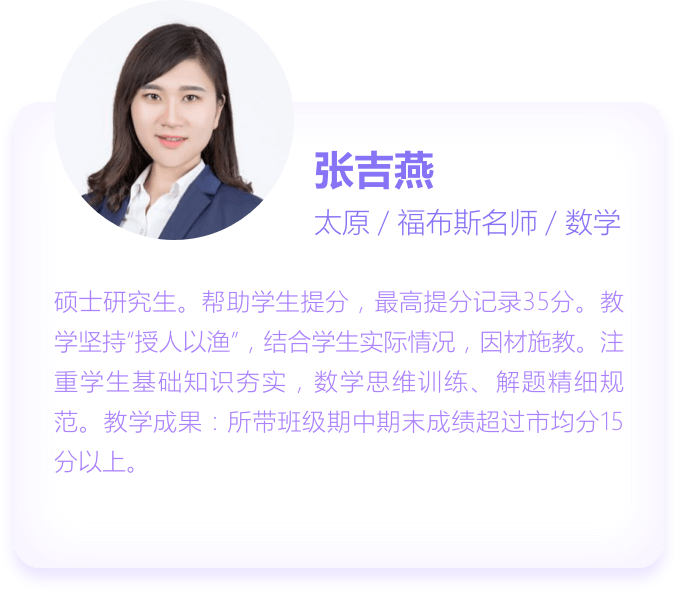 张吉燕
太原 / 福布斯名师 / 数学
硕士研究生。帮助学生提分，最高提分记录35分。教
学坚持“授人以渔”，结合学生实际情况，因材施教。注
重学生基础知识夯实，数学思维训练、解题精细规
范。教学成果：所带班级期中期末成绩超过市均分15
分以上。